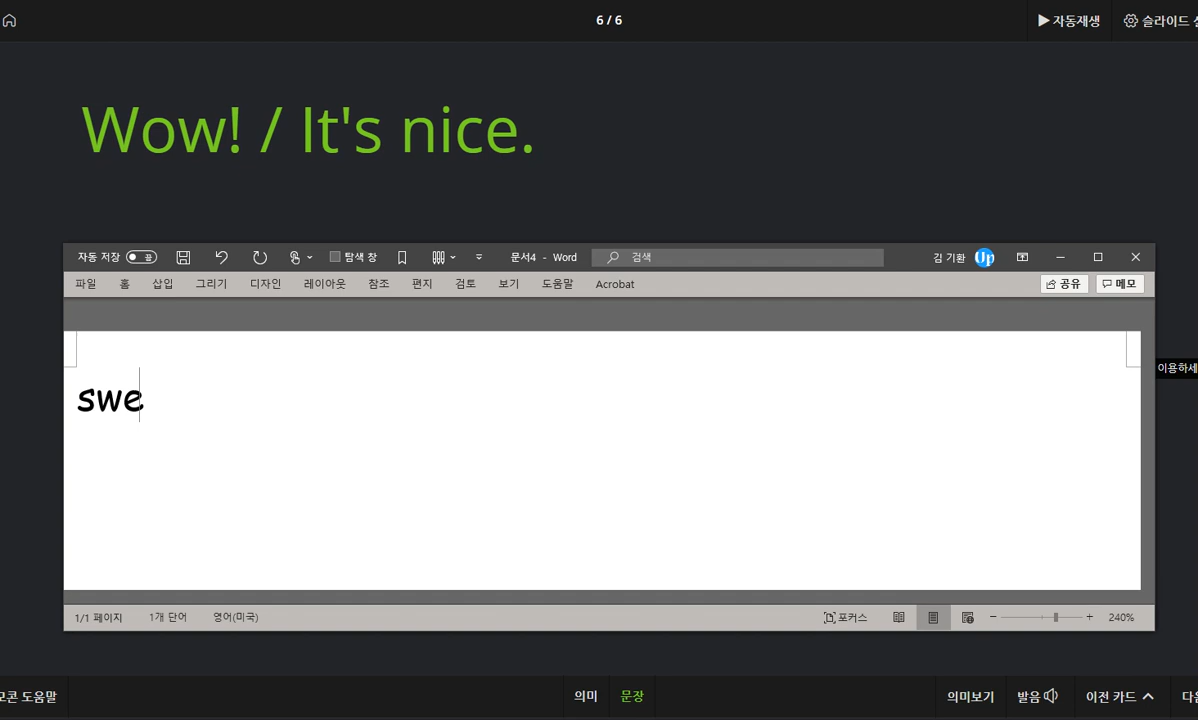 6 / 6
자동재생
슬라이드
Wow! / It's nice.
자동 저장 끔 탐색 창 문서4 - Word 검색 김 기환 Up
파일 홈 삽입 그리기 디자인 레이아웃 참조 편지 검토 보기 도움말 Acrobat 공유 메모
이용하세
swe
1/1 페이지 1개 단어 영어(미국) 포커스 240%
도움말 의미 문장 의미보기 발음 이전 카드